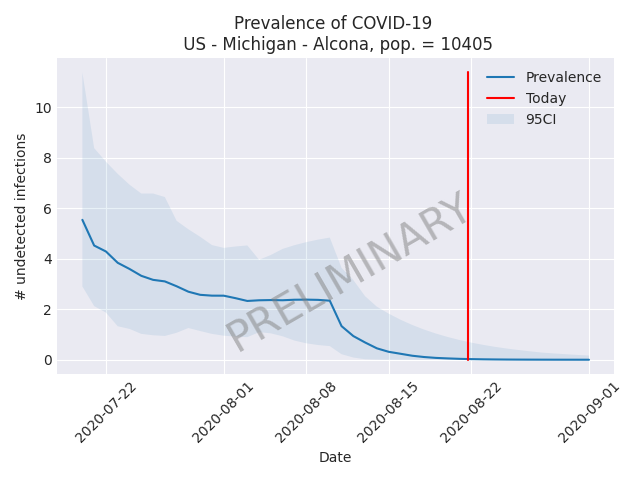 Prevalence of COVID-19
US - Michigan - Alcona, pop. = 10405
Prevalence
Today
95CI
10
8
6
4
2
0
# undetected infections
PRELIMINARY
2020-07-22
2020-08-01
2020-08-08
2020-08-15
2020-08-22
2020-09-01
Date